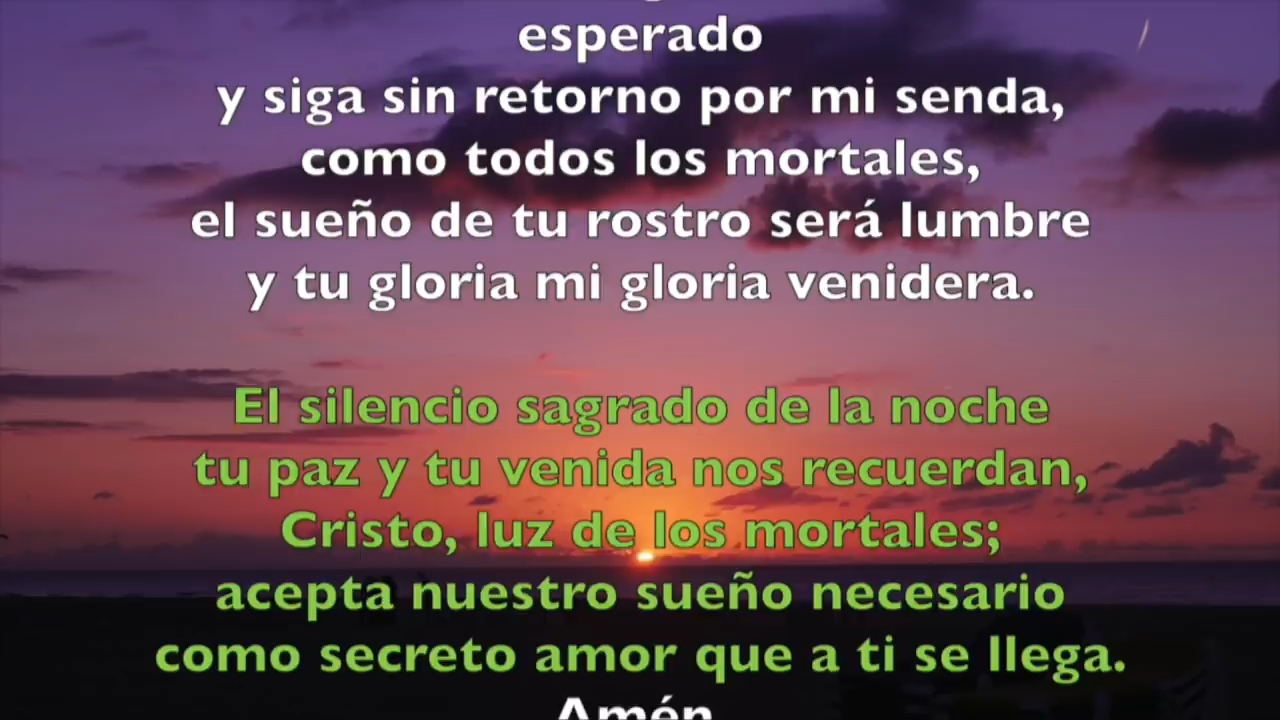 esperado
y siga sin retorno por mi senda,
como todos los mortales,
el sueño de tu rostro será lumbre
y tu gloria mi gloria venidera.
El silencio sagrado de la noche
tu paz y tu venida nos recuerdan,
Cristo, luz de los mortales;
acepta nuestro sueño necesario
como secreto amor que a ti se llega.
Amén